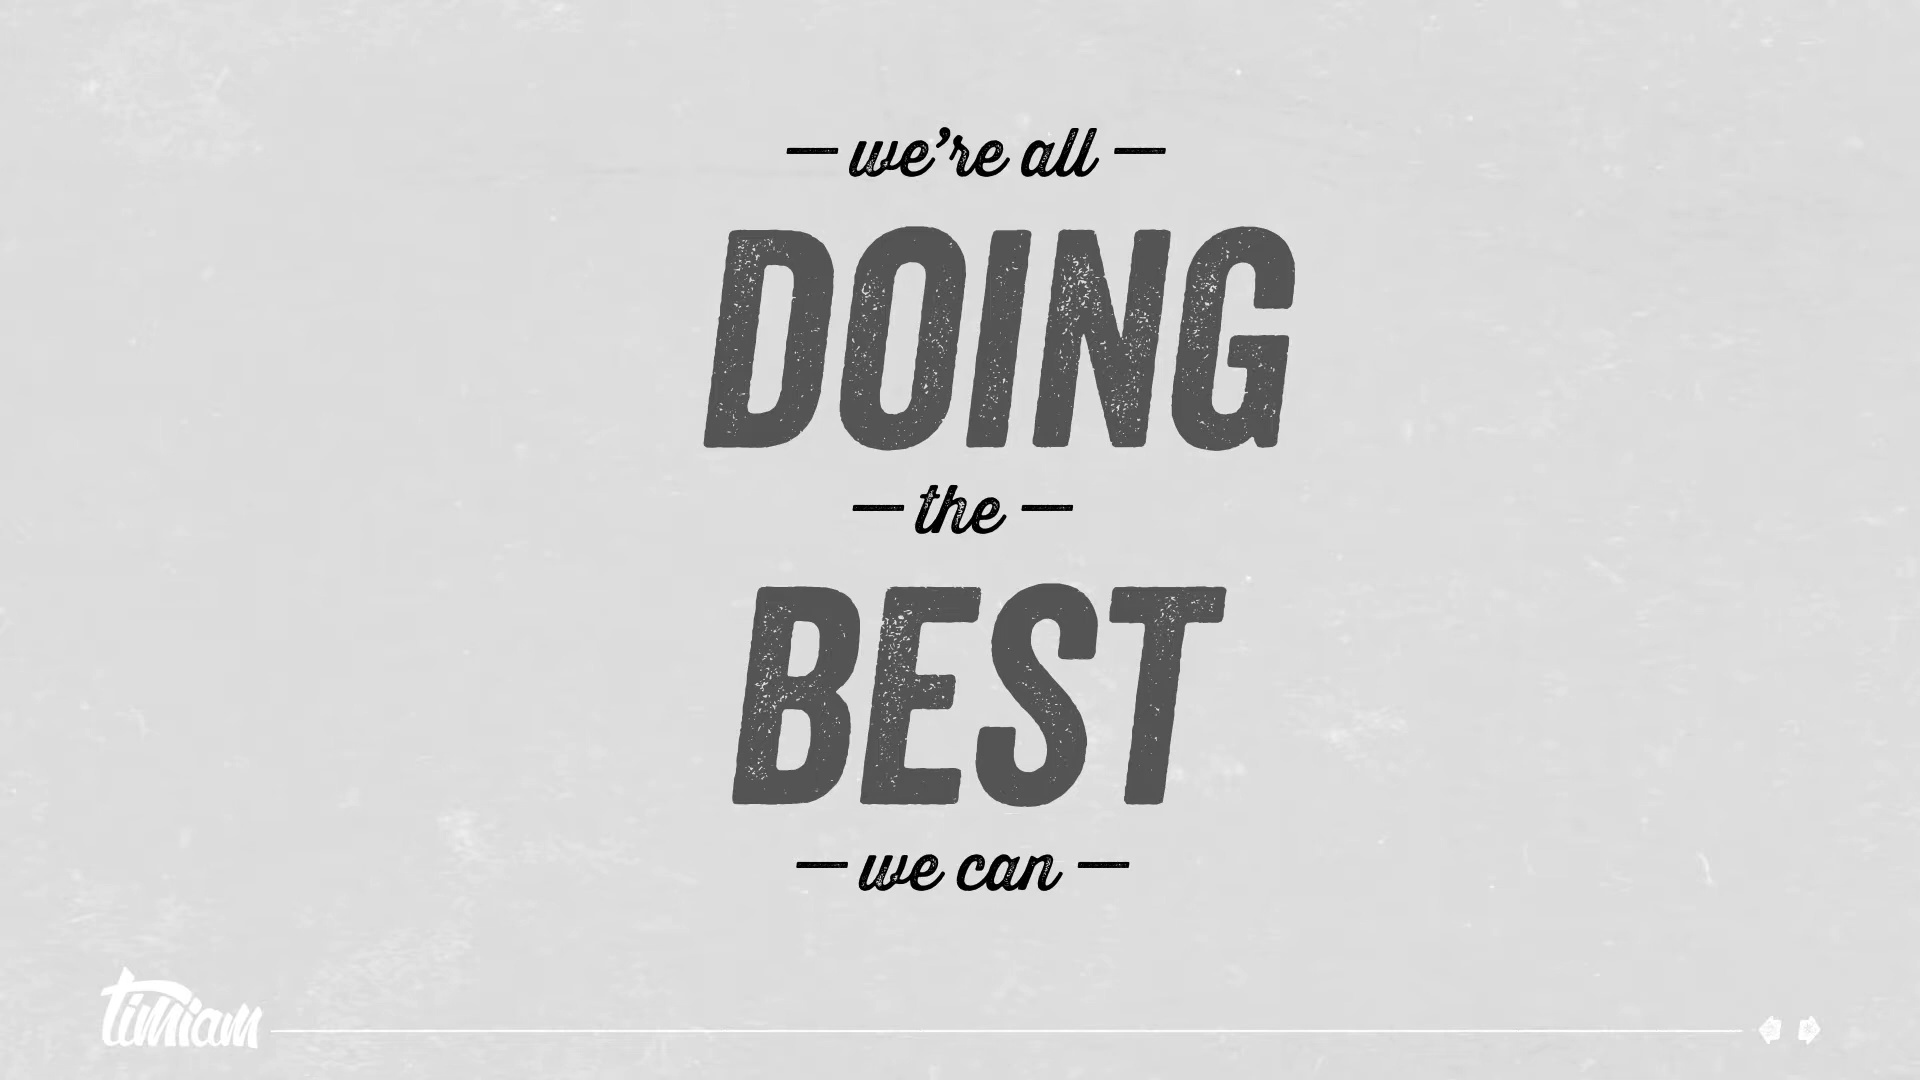 — we're all —
DOING
— the —
BEST
— we can —
timiam